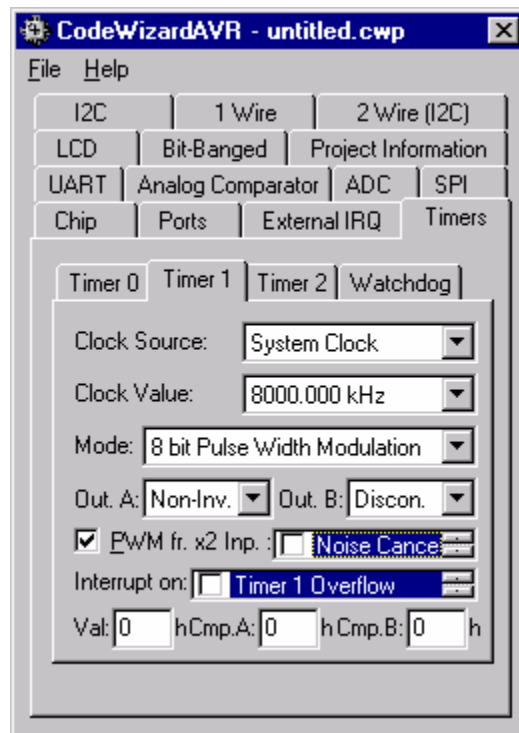 CodeWizardAVR - untitled.cwp
File Help
I2C 1 Wire 2 Wire (I2C)
LCD Bit-Banged Project Information
UART Analog Comparator ADC SPI
Chip Ports External IRQ Timers
Timer 0 Timer 1 Timer 2 Watchdog
Clock Source: System Clock
Clock Value: 8000.000 kHz
Mode: 8 bit Pulse Width Modulation
Out. A: Non-Inv. Out. B: Discon.
PWM fr. x2 Inp. : Noise Cance
Interrupt on: Timer 1 Overflow
Val: 0 h Cmp.A: 0 h Cmp.B: 0 h